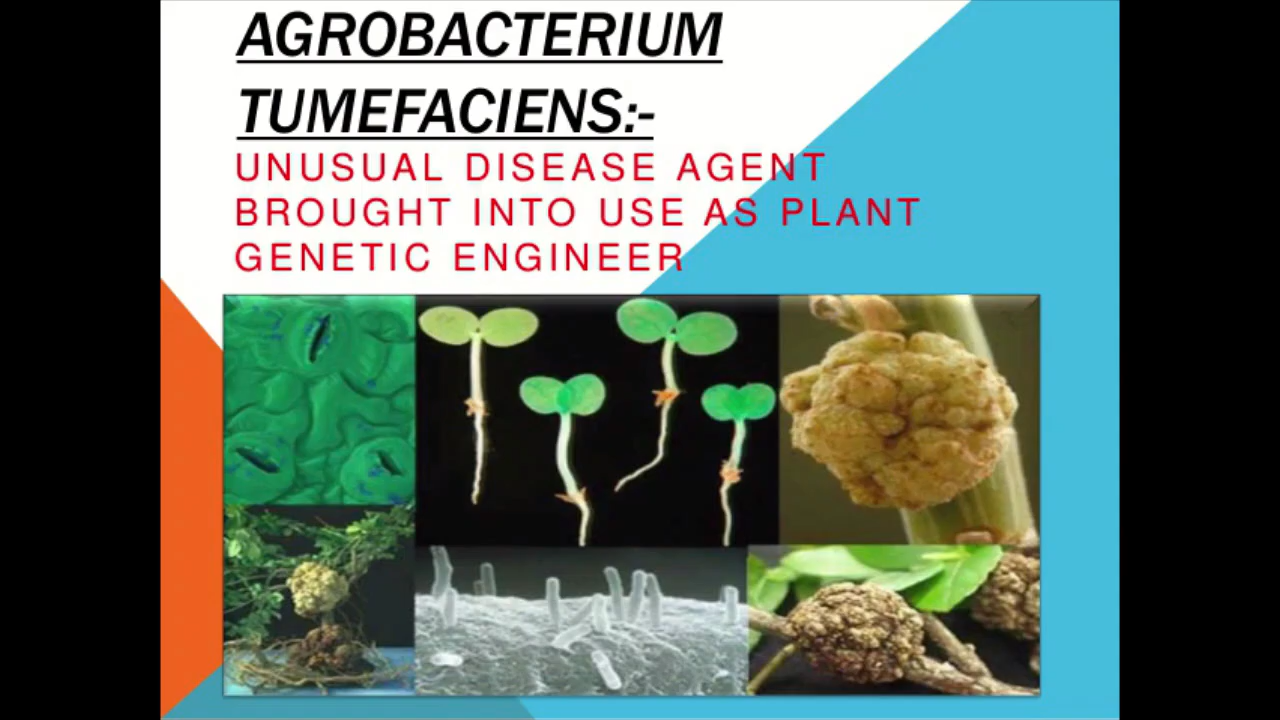 AGROBACTERIUM
TUMEFACIENS:-
UNUSUAL DISEASE AGENT
BROUGHT INTO USE AS PLANT
GENETIC ENGINEER